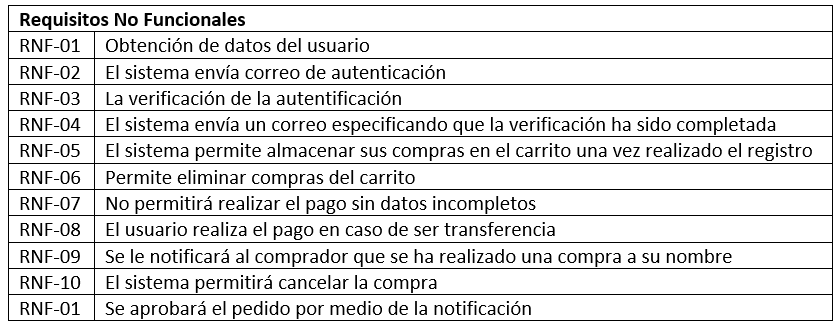 Requisitos No Funcionales
RNF-01 Obtención de datos del usuario
RNF-02 El sistema envía correo de autenticación
RNF-03 La verificación de la autentificación
RNF-04 El sistema envía un correo especificando que la verificación ha sido completada
RNF-05 El sistema permite almacenar sus compras en el carrito una vez realizado el registro
RNF-06 Permite eliminar compras del carrito
RNF-07 No permitirá realizar el pago sin datos incompletos
RNF-08 El usuario realiza el pago en caso de ser transferencia
RNF-09 Se le notificará al comprador que se ha realizado una compra a su nombre
RNF-10 El sistema permitirá cancelar la compra
RNF-01 Se aprobará el pedido por medio de la notificación